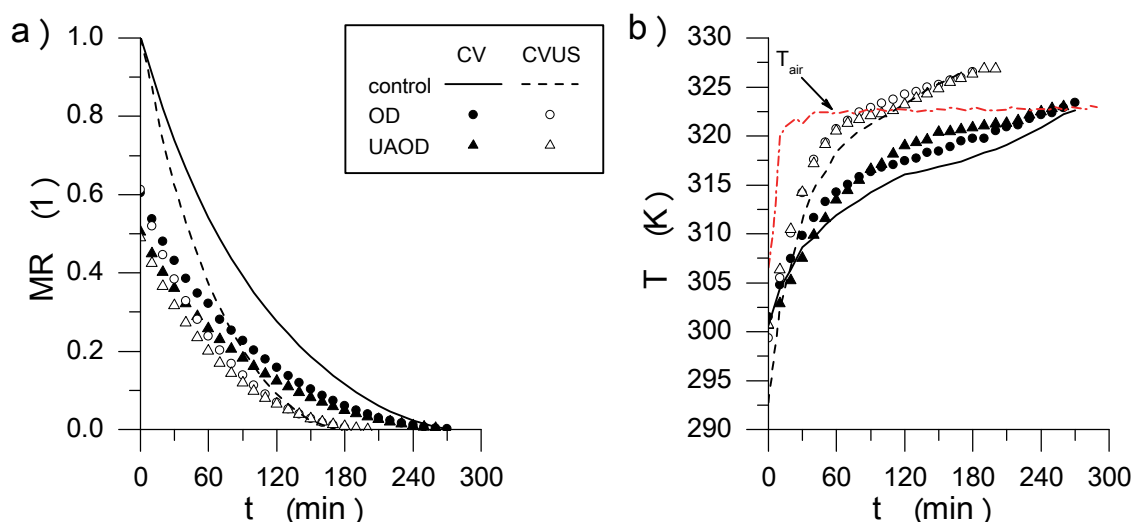 a )
MR (1)
1.0
0.8
0.6
0.4
0.2
0.0
0 60 120 180 240 300
t (min)
CV CVUS
control
OD
UAOD
b )
T (K)
330
325
320
315
310
305
300
295
290
0 60 120 180 240 300
t (min)
Tair